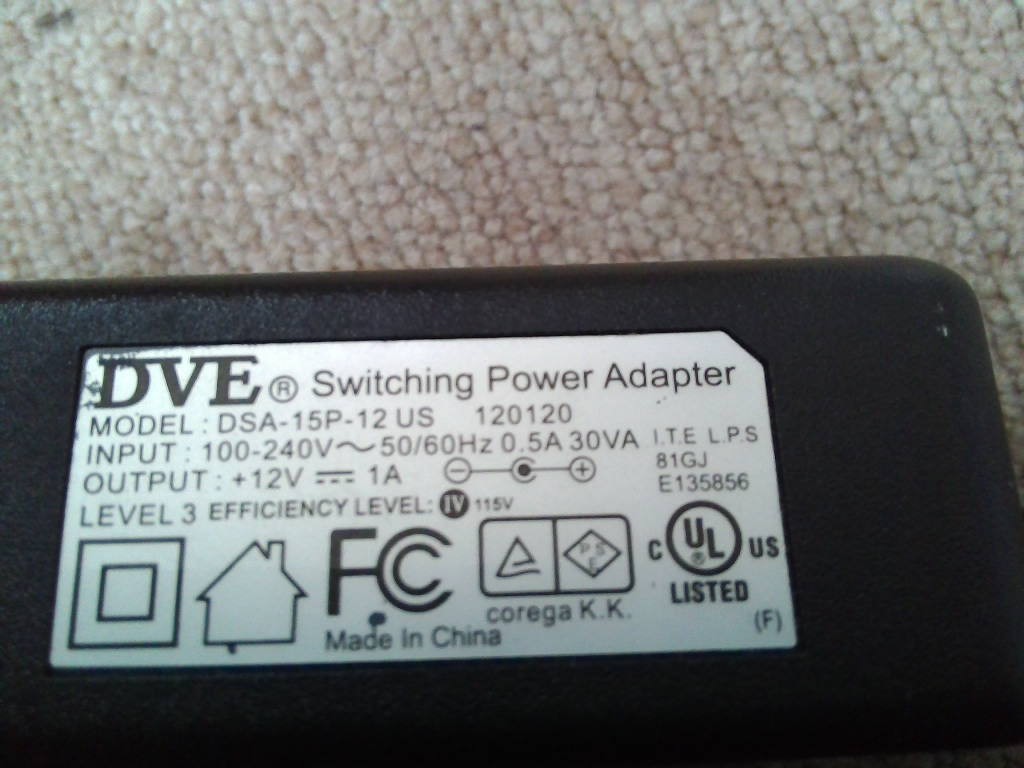 DVE® Switching Power Adapter
MODEL : DSA-15P-12 US 120120
INPUT : 100-240V～50/60Hz 0.5A 30VA
I.T.E L.P.S
OUTPUT : +12V ⎓ 1A
81GJ
E135856
LEVEL 3 EFFICIENCY LEVEL: IV 115V
FC
PSE
C UL® US
LISTED
corega K.K.
Made In China
(F)